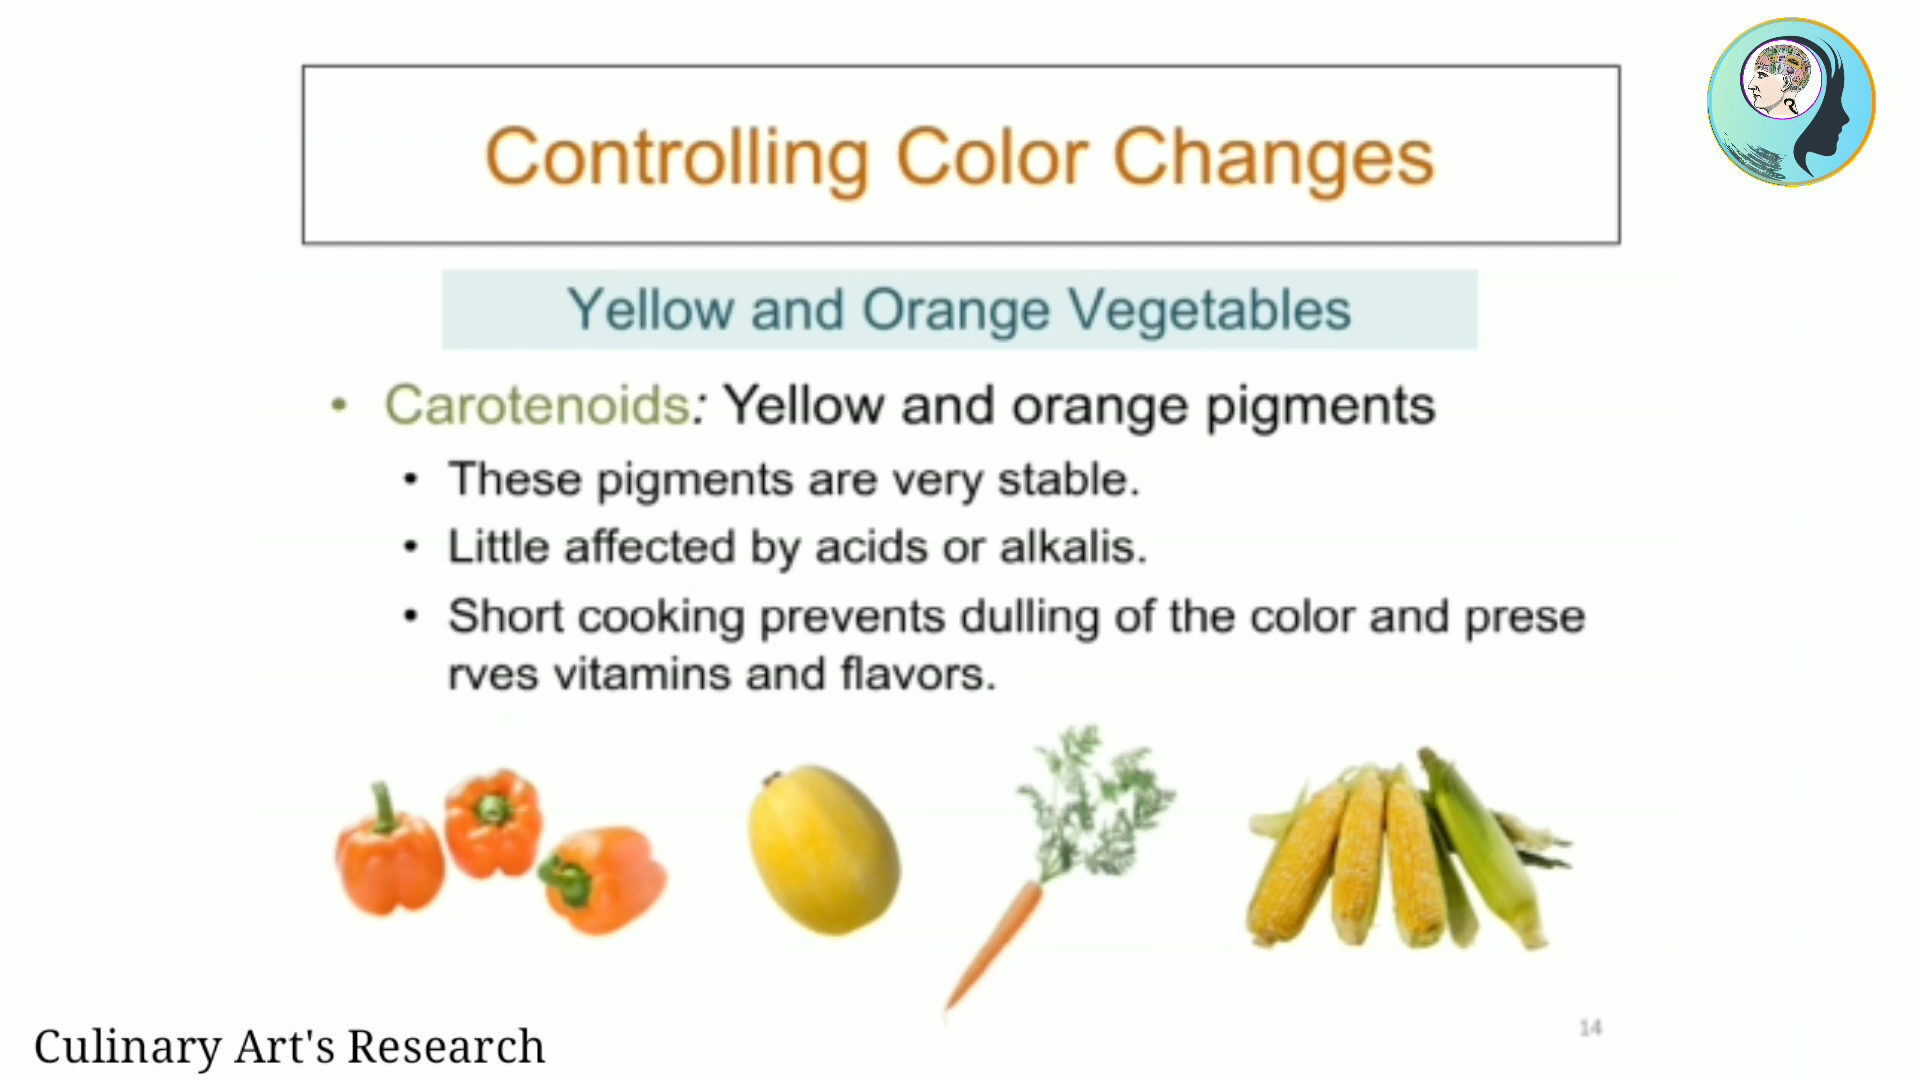 Controlling Color Changes
Yellow and Orange Vegetables
• Carotenoids: Yellow and orange pigments
• These pigments are very stable.
• Little affected by acids or alkalis.
• Short cooking prevents dulling of the color and prese
rves vitamins and flavors.
14
Culinary Art's Research